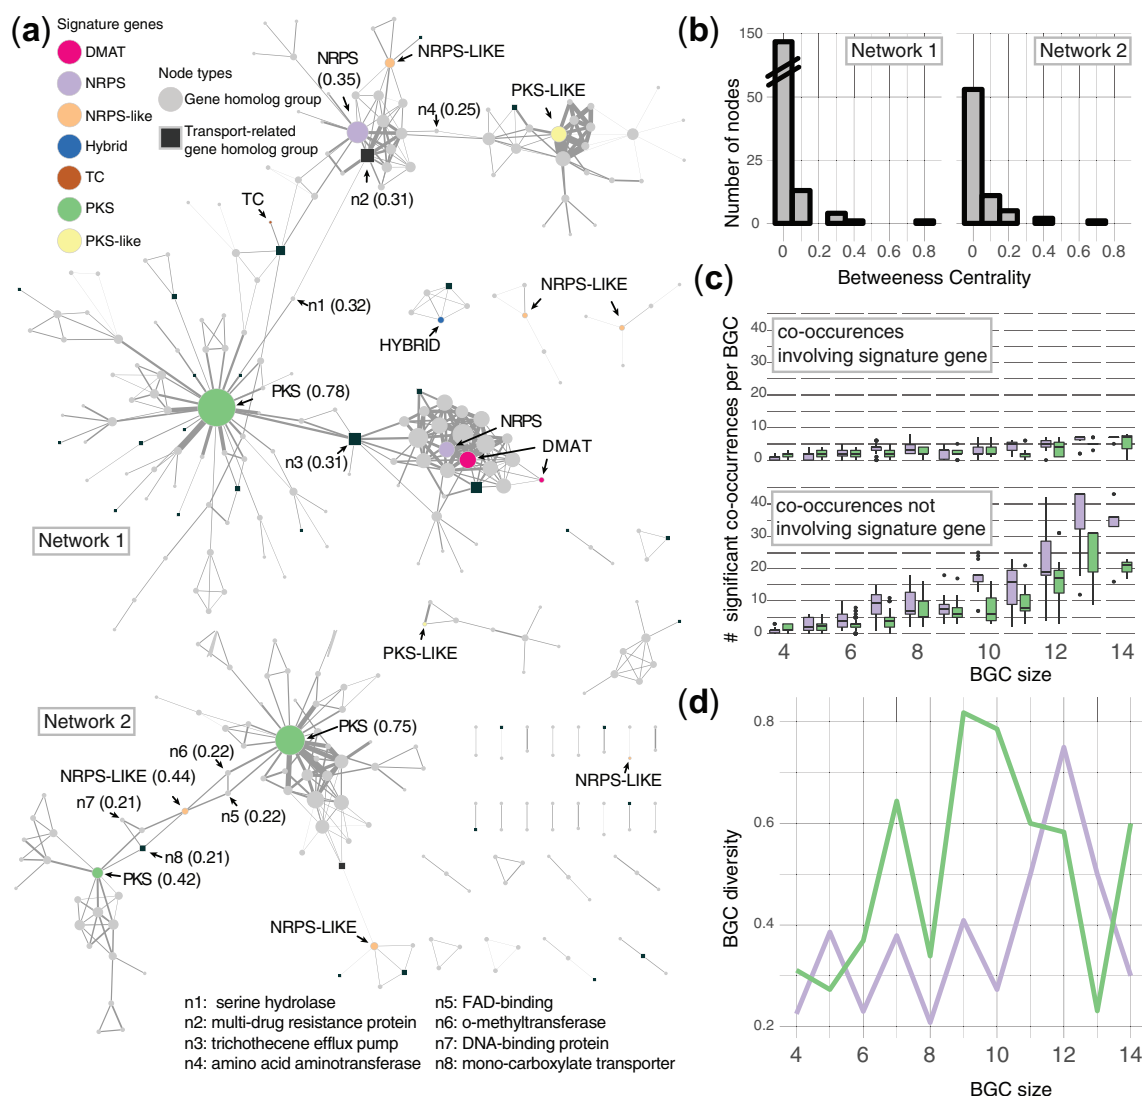 (a)
Signature genes
DMAT
NRPS
NRPS-like
Hybrid
TC
PKS
PKS-like
Node types
Gene homolog group
Transport-related
gene homolog group
NRPS
(0.35)
NRPS-LIKE
n4 (0.25)
PKS-LIKE
n2 (0.31)
TC
n1 (0.32)
HYBRID
NRPS-LIKE
PKS (0.78)
NRPS
DMAT
n3 (0.31)
Network 1
PKS-LIKE
Network 2
PKS (0.75)
n6 (0.22)
NRPS-LIKE (0.44)
n7 (0.21)
n5 (0.22)
n8 (0.21)
PKS (0.42)
NRPS-LIKE
NRPS-LIKE
n1: serine hydrolase
n2: multi-drug resistance protein
n3: trichothecene efflux pump
n4: amino acid aminotransferase
n5: FAD-binding
n6: o-methyltransferase
n7: DNA-binding protein
n8: mono-carboxylate transporter
(b)
Number of nodes
150
50
25
0
Network 1
Network 2
0 0.2 0.4 0.6 0.8
0 0.2 0.4 0.6 0.8
Betweeness Centrality
(c)
# significant co-occurences per BGC
40
30
20
10
0
co-occurences
involving signature gene
40
30
20
10
0
co-occurences not
involving signature gene
4 6 8 10 12 14
BGC size
(d)
BGC diversity
0.8
0.6
0.4
0.2
4 6 8 10 12 14
BGC size